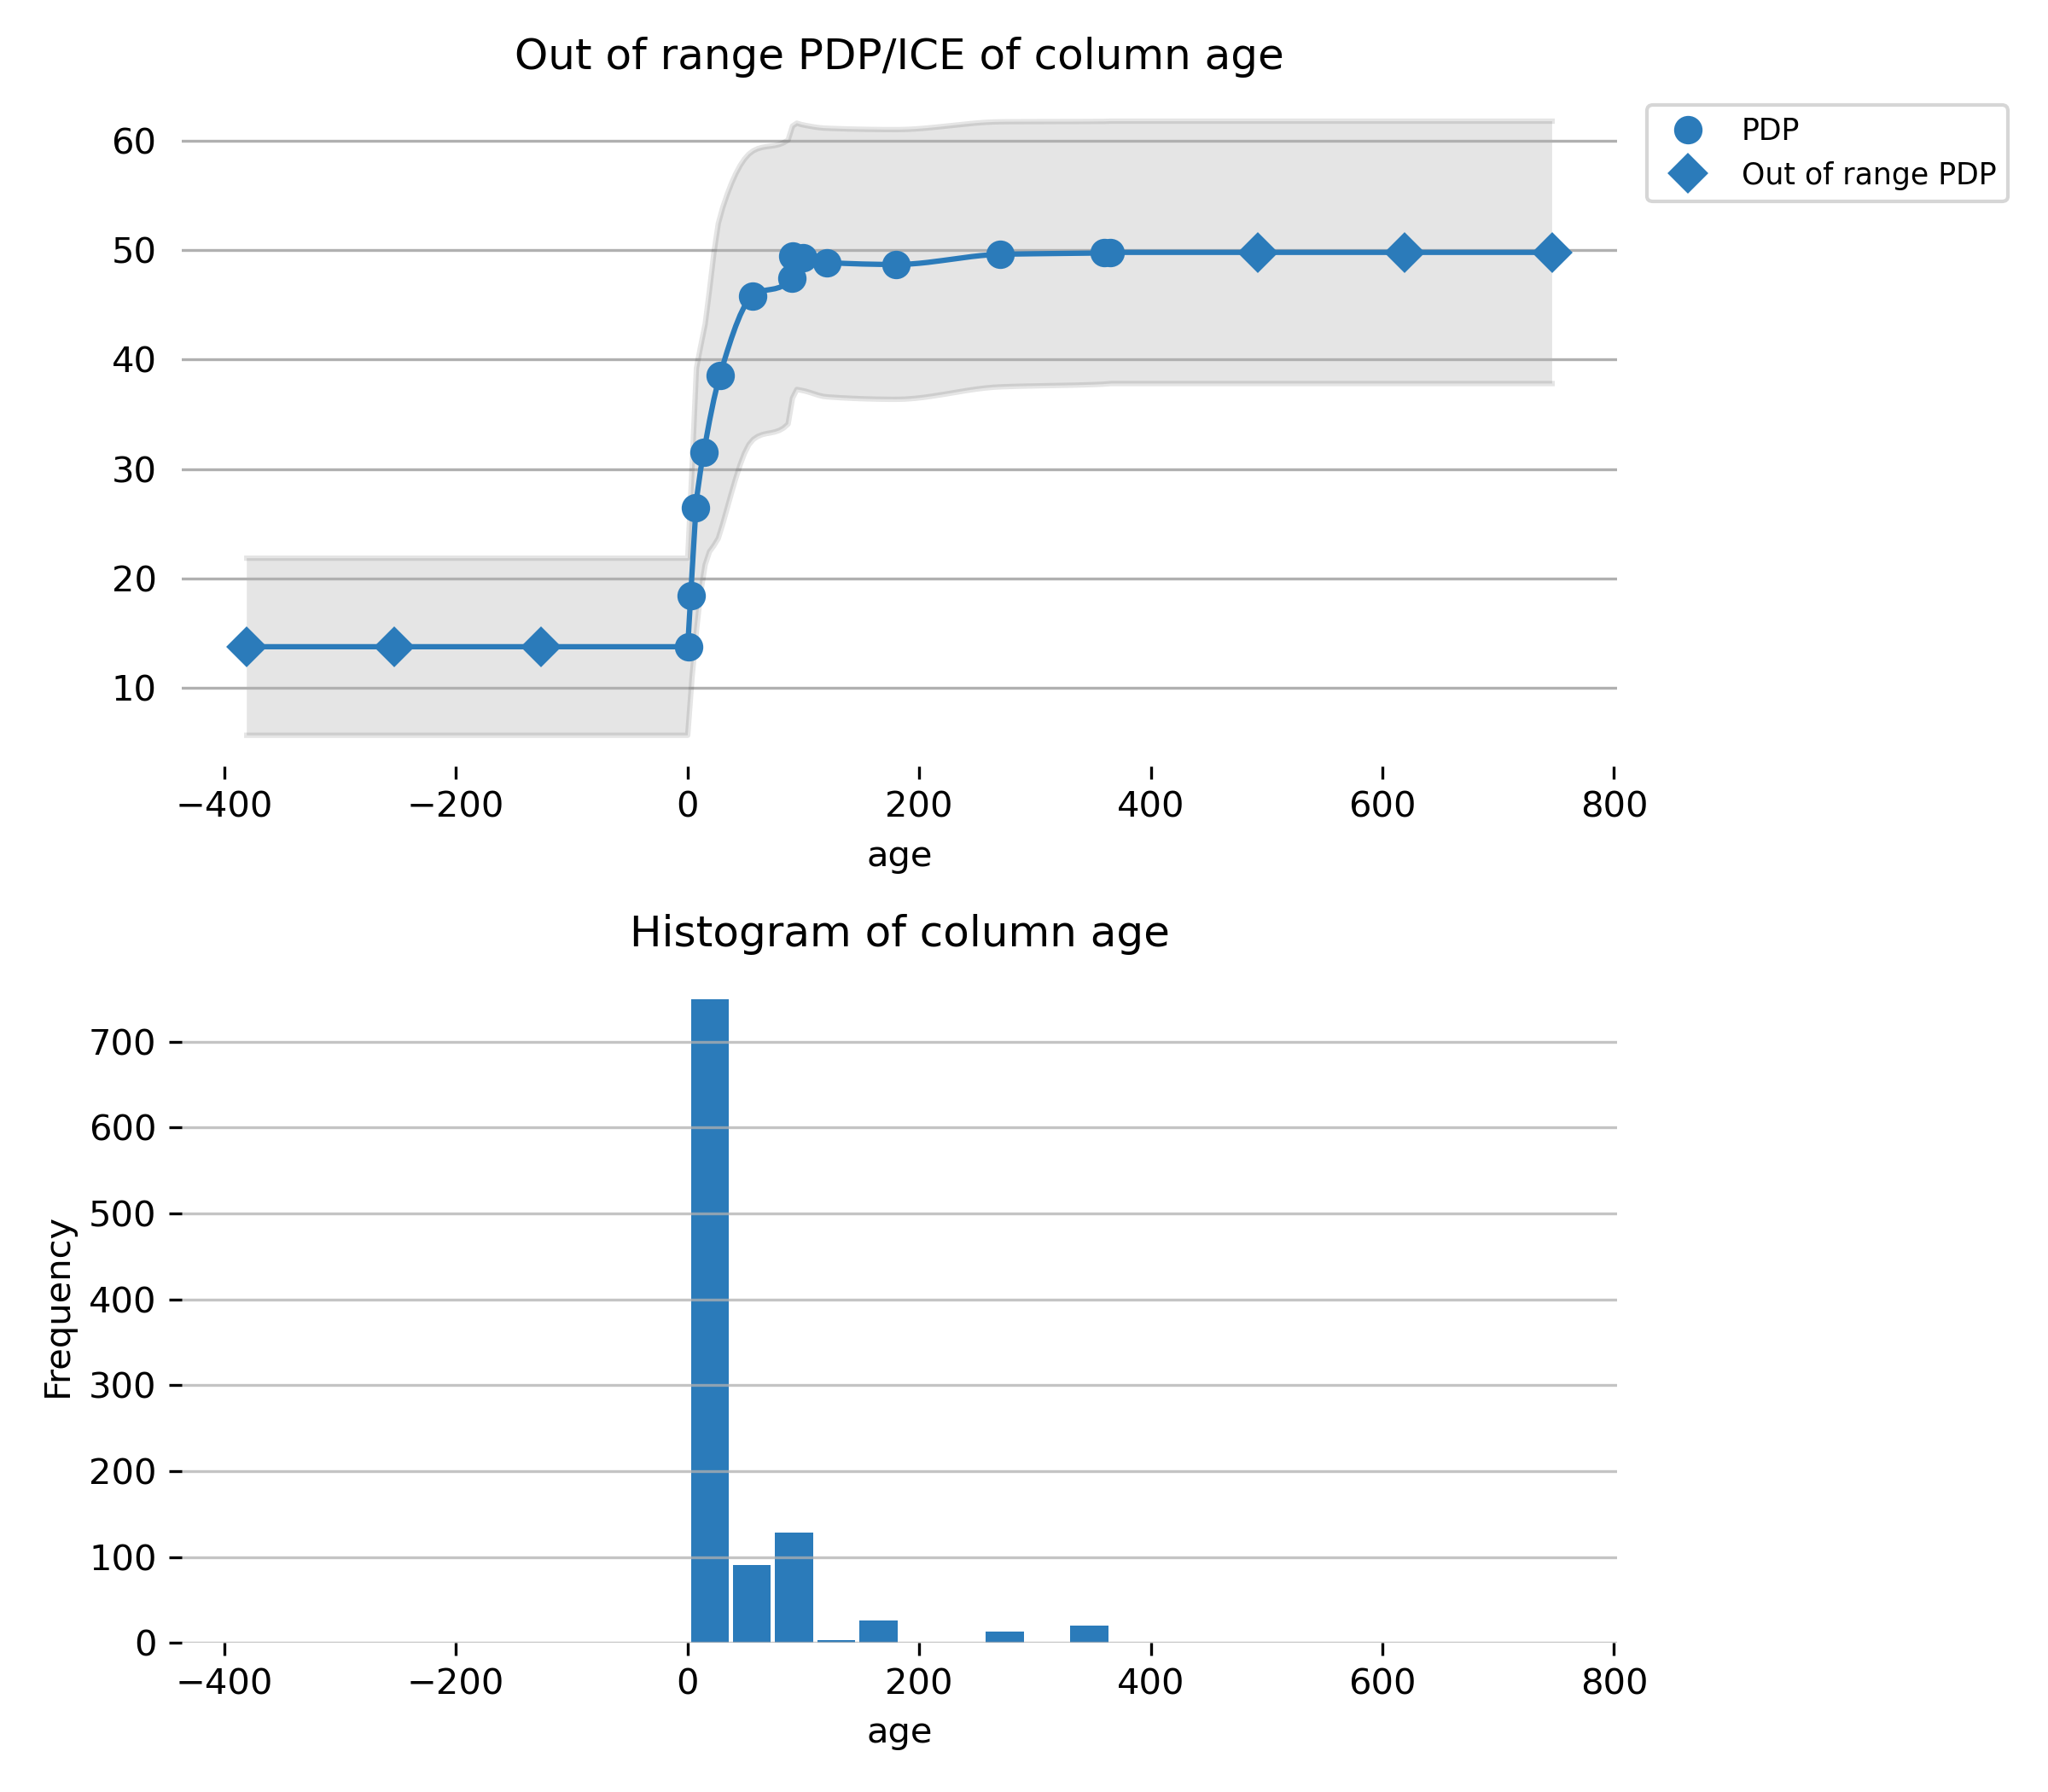 Out of range PDP/ICE of column age
PDP
Out of range PDP
60
50
40
30
20
10
−400 −200 0 200 400 600 800
age
Histogram of column age
Frequency
700
600
500
400
300
200
100
0
−400 −200 0 200 400 600 800
age